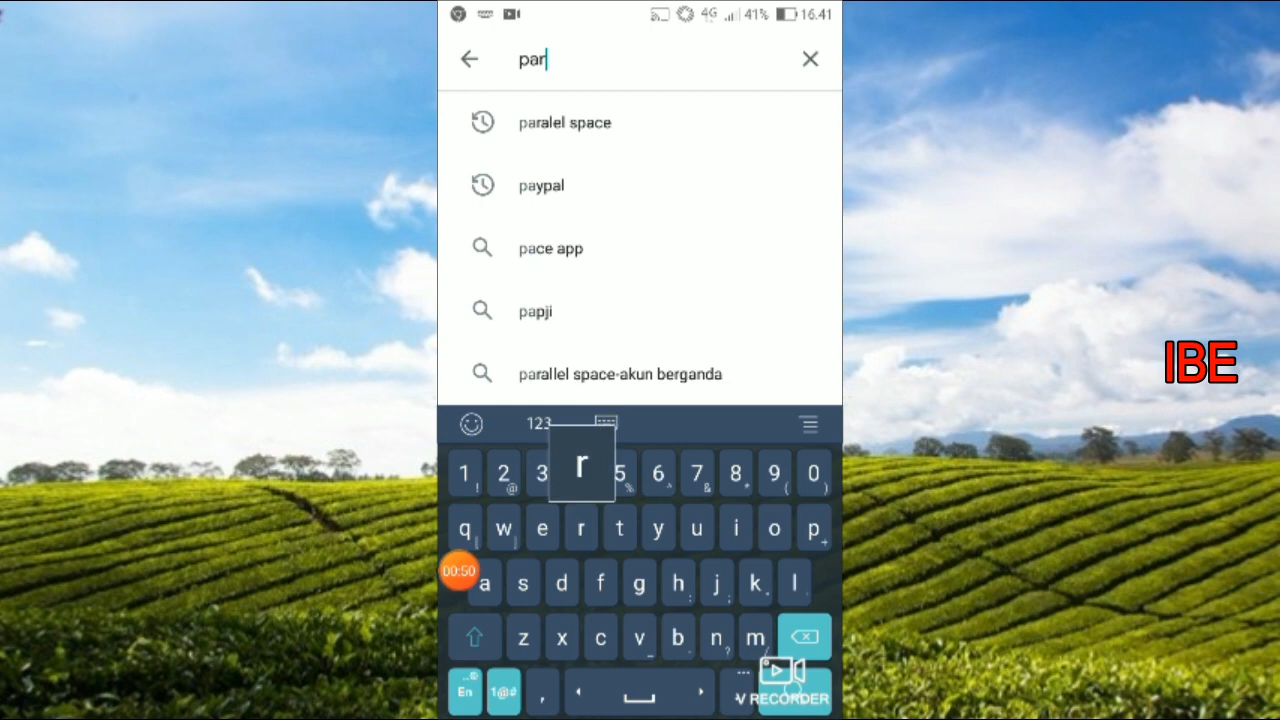 4G 41% 16.41
par
paralel space
paypal
pace app
papji
parallel space-akun berganda
IBE
123
r
1 ! 2 @ 3 5 % 6 ^ 7 & 8 * 9 ( 0 )
q w e r t y u i o p
00:50
a s d f g h j k l
z x c v b n m
En 1@# ,
V RECORDER